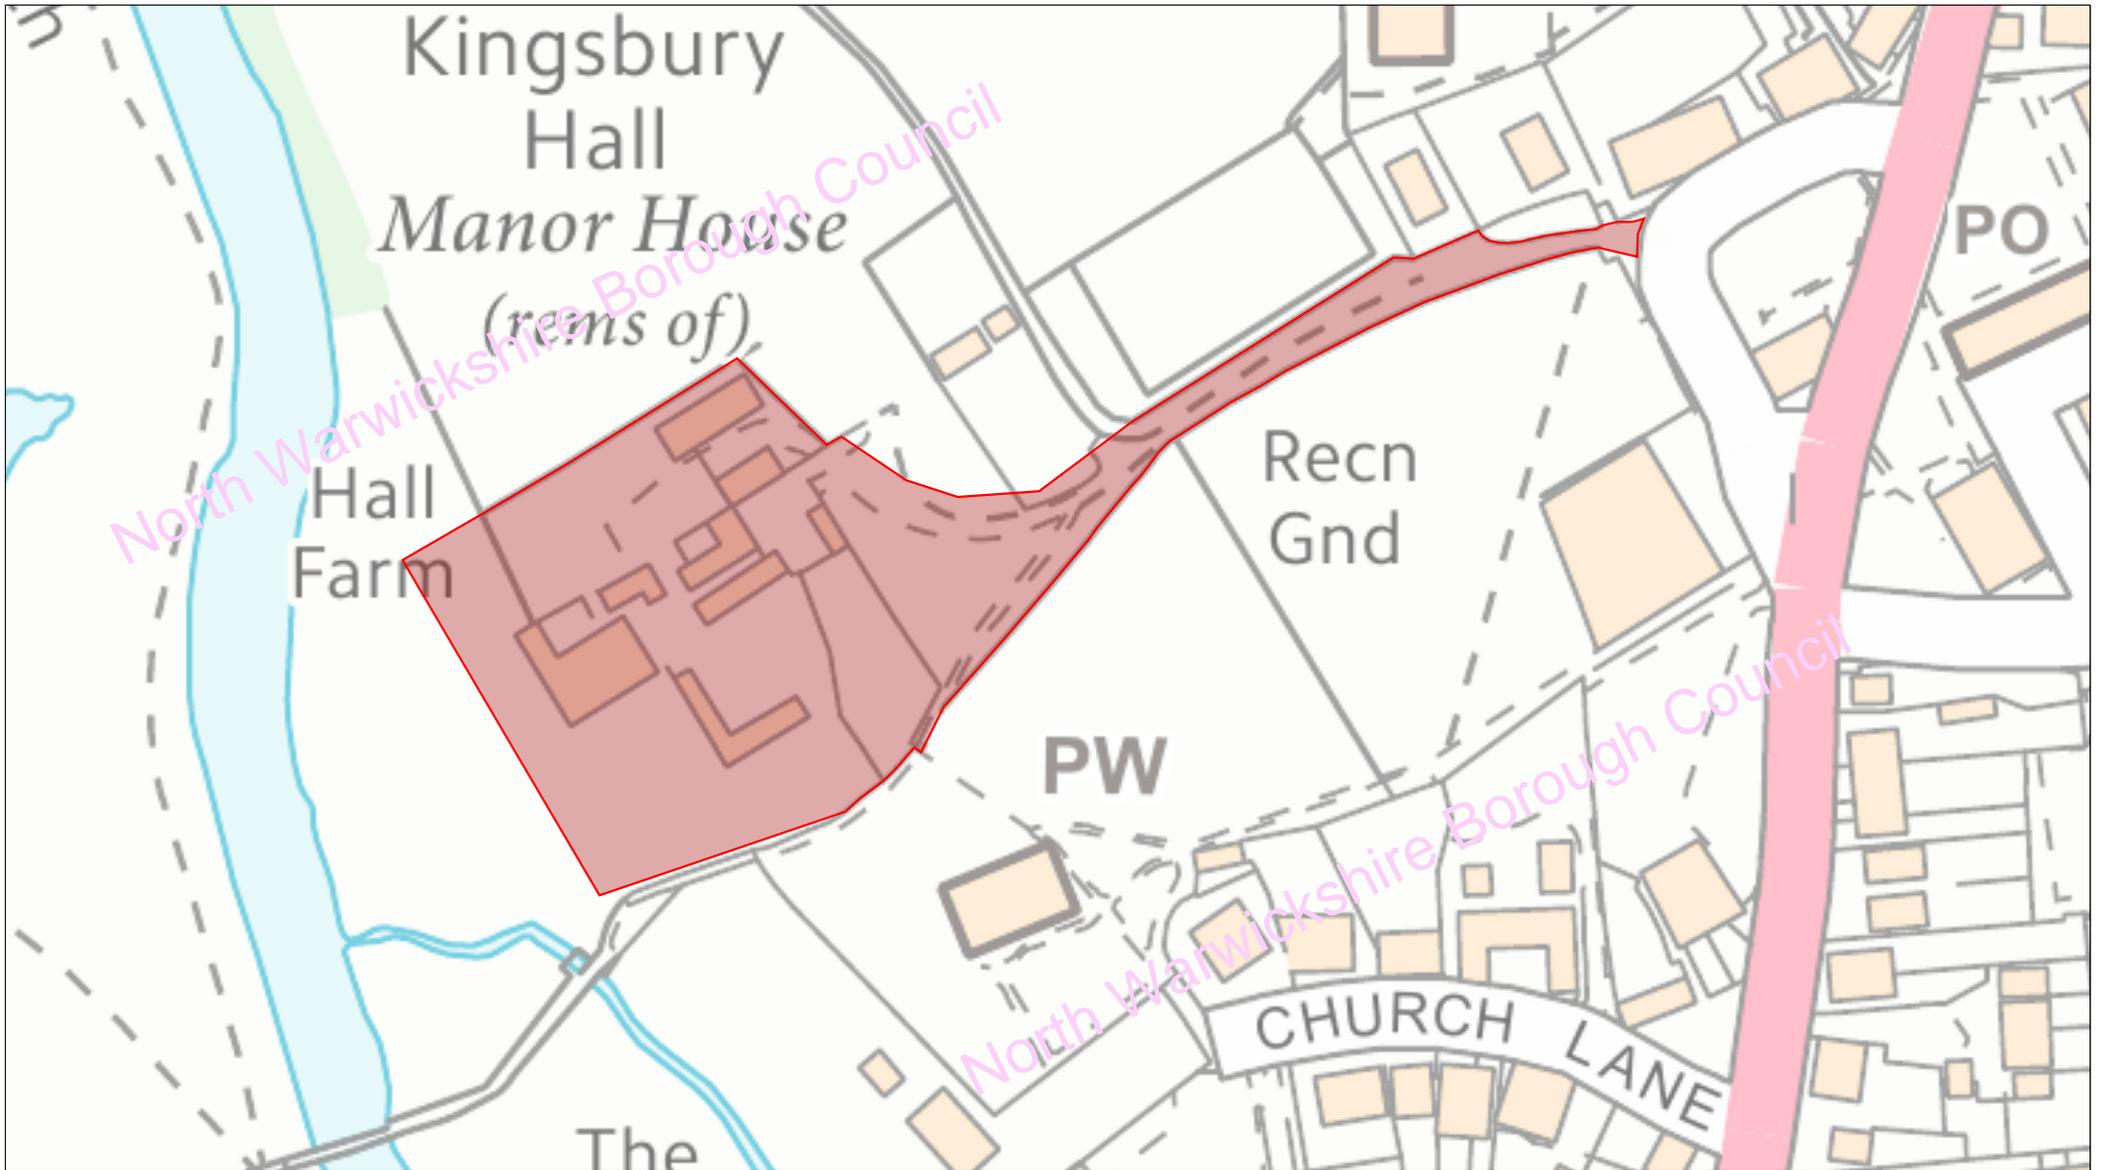 Kingsbury
Hall
Manor House
(rems of)
PO
Hall
Farm
Recn
Gnd
PW
CHURCH LANE
The
North Warwickshire Borough Council
North Warwickshire Borough Council